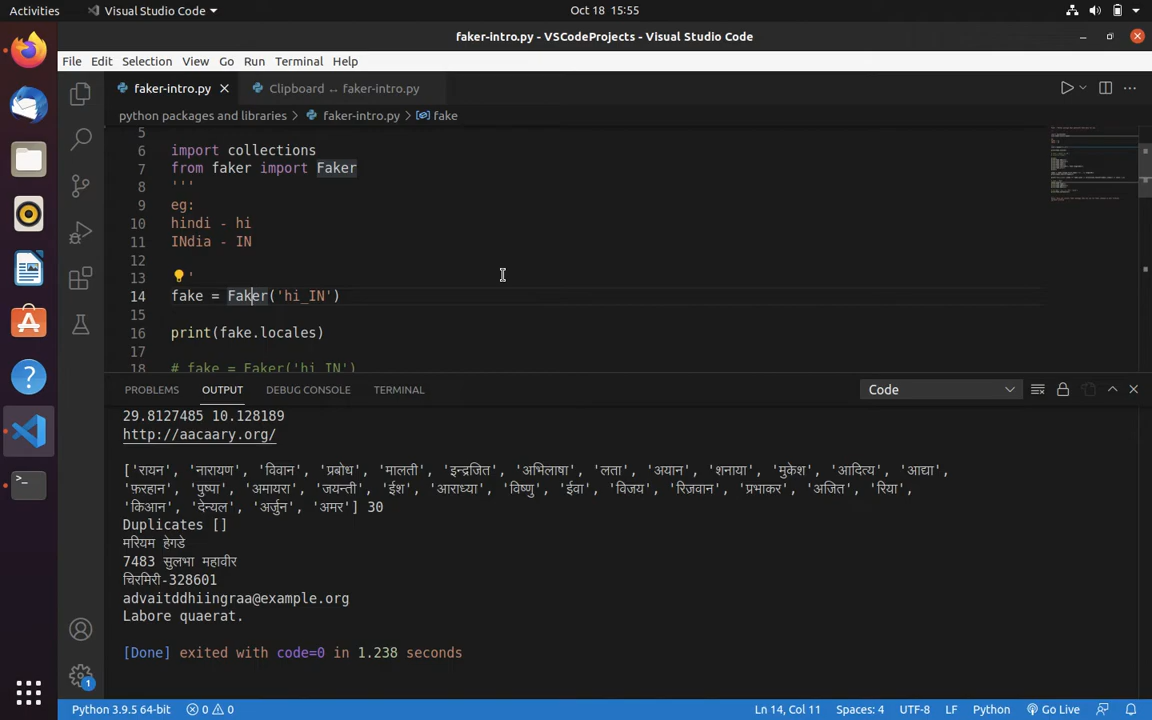 Activities Visual Studio Code Oct 18 15:55
faker-intro.py - VSCodeProjects - Visual Studio Code
File Edit Selection View Go Run Terminal Help
faker-intro.py Clipboard ↔ faker-intro.py
python packages and libraries > faker-intro.py > fake
5
6 import collections
7 from faker import Faker
8 '''
9 eg:
10 hindi - hi
11 INdia - IN
12
13 '
14 fake = Faker('hi_IN')
15
16 print(fake.locales)
17
18 # fake = Faker('hi_IN')
PROBLEMS OUTPUT DEBUG CONSOLE TERMINAL Code
29.8127485 10.128189
http://aacaary.org/
['रायन', 'नारायण', 'विवान', 'प्रबोध', 'मालती', 'इन्द्रजित', 'अभिलाषा', 'लता', 'अयान', 'शनाया', 'मुकेश', 'आदित्य', 'आद्या',
'फ़रहान', 'पुष्पा', 'अमायरा', 'जयन्ती', 'ईश', 'आराध्या', 'विष्णु', 'ईवा', 'विजय', 'रिज़वान', 'प्रभाकर', 'अजित', 'रिया',
'किआन', 'देन्यल', 'अर्जुन', 'अमर'] 30
Duplicates []
मरियम हेगडे
7483 सुलभा महावीर
चिरमिरी-328601
advaitddhiingraa@example.org
Labore quaerat.
[Done] exited with code=0 in 1.238 seconds
1
Python 3.9.5 64-bit 0 0 Ln 14, Col 11 Spaces: 4 UTF-8 LF Python Go Live